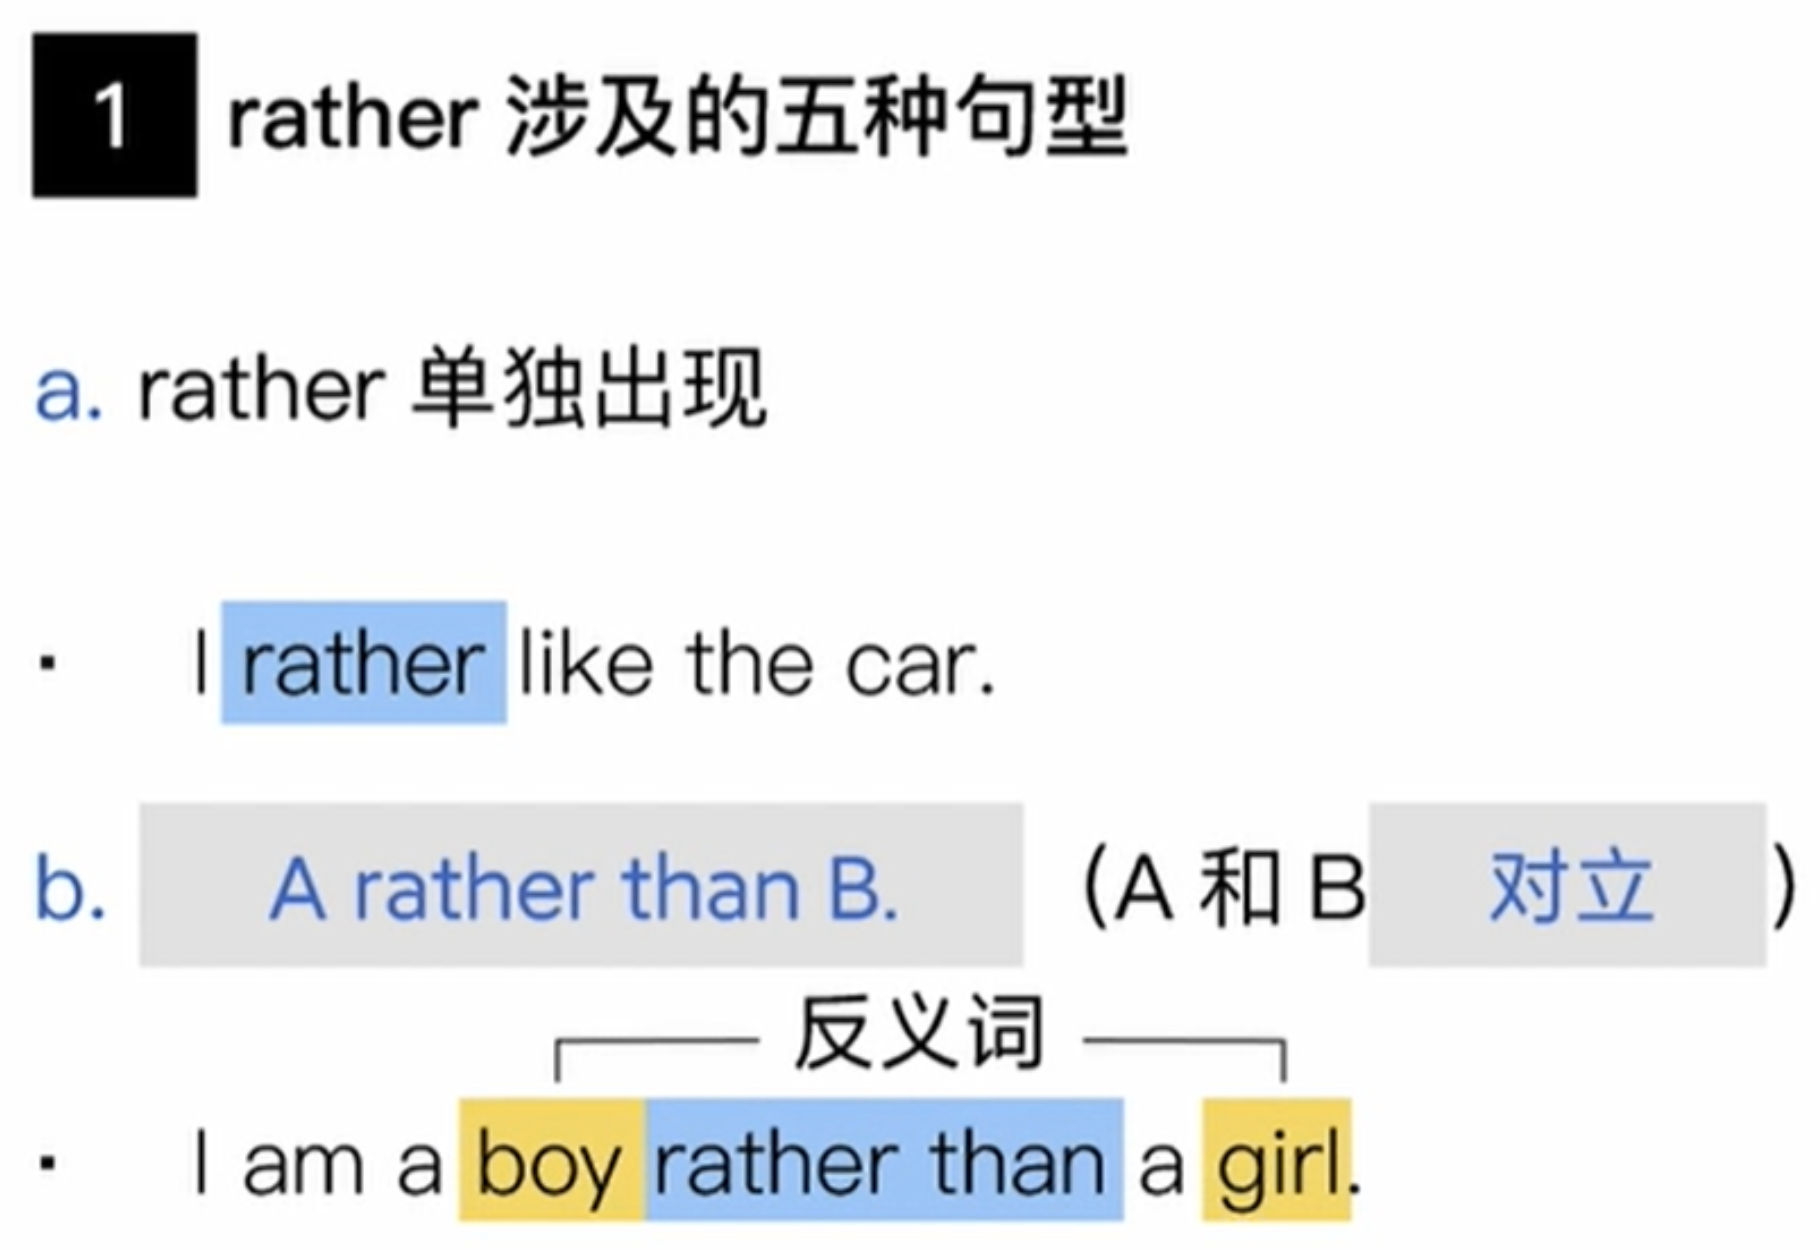 1 rather 涉及的五种句型
a. rather 单独出现
· I rather like the car.
b. A rather than B. (A 和 B 对立)
反义词
· I am a boy rather than a girl.